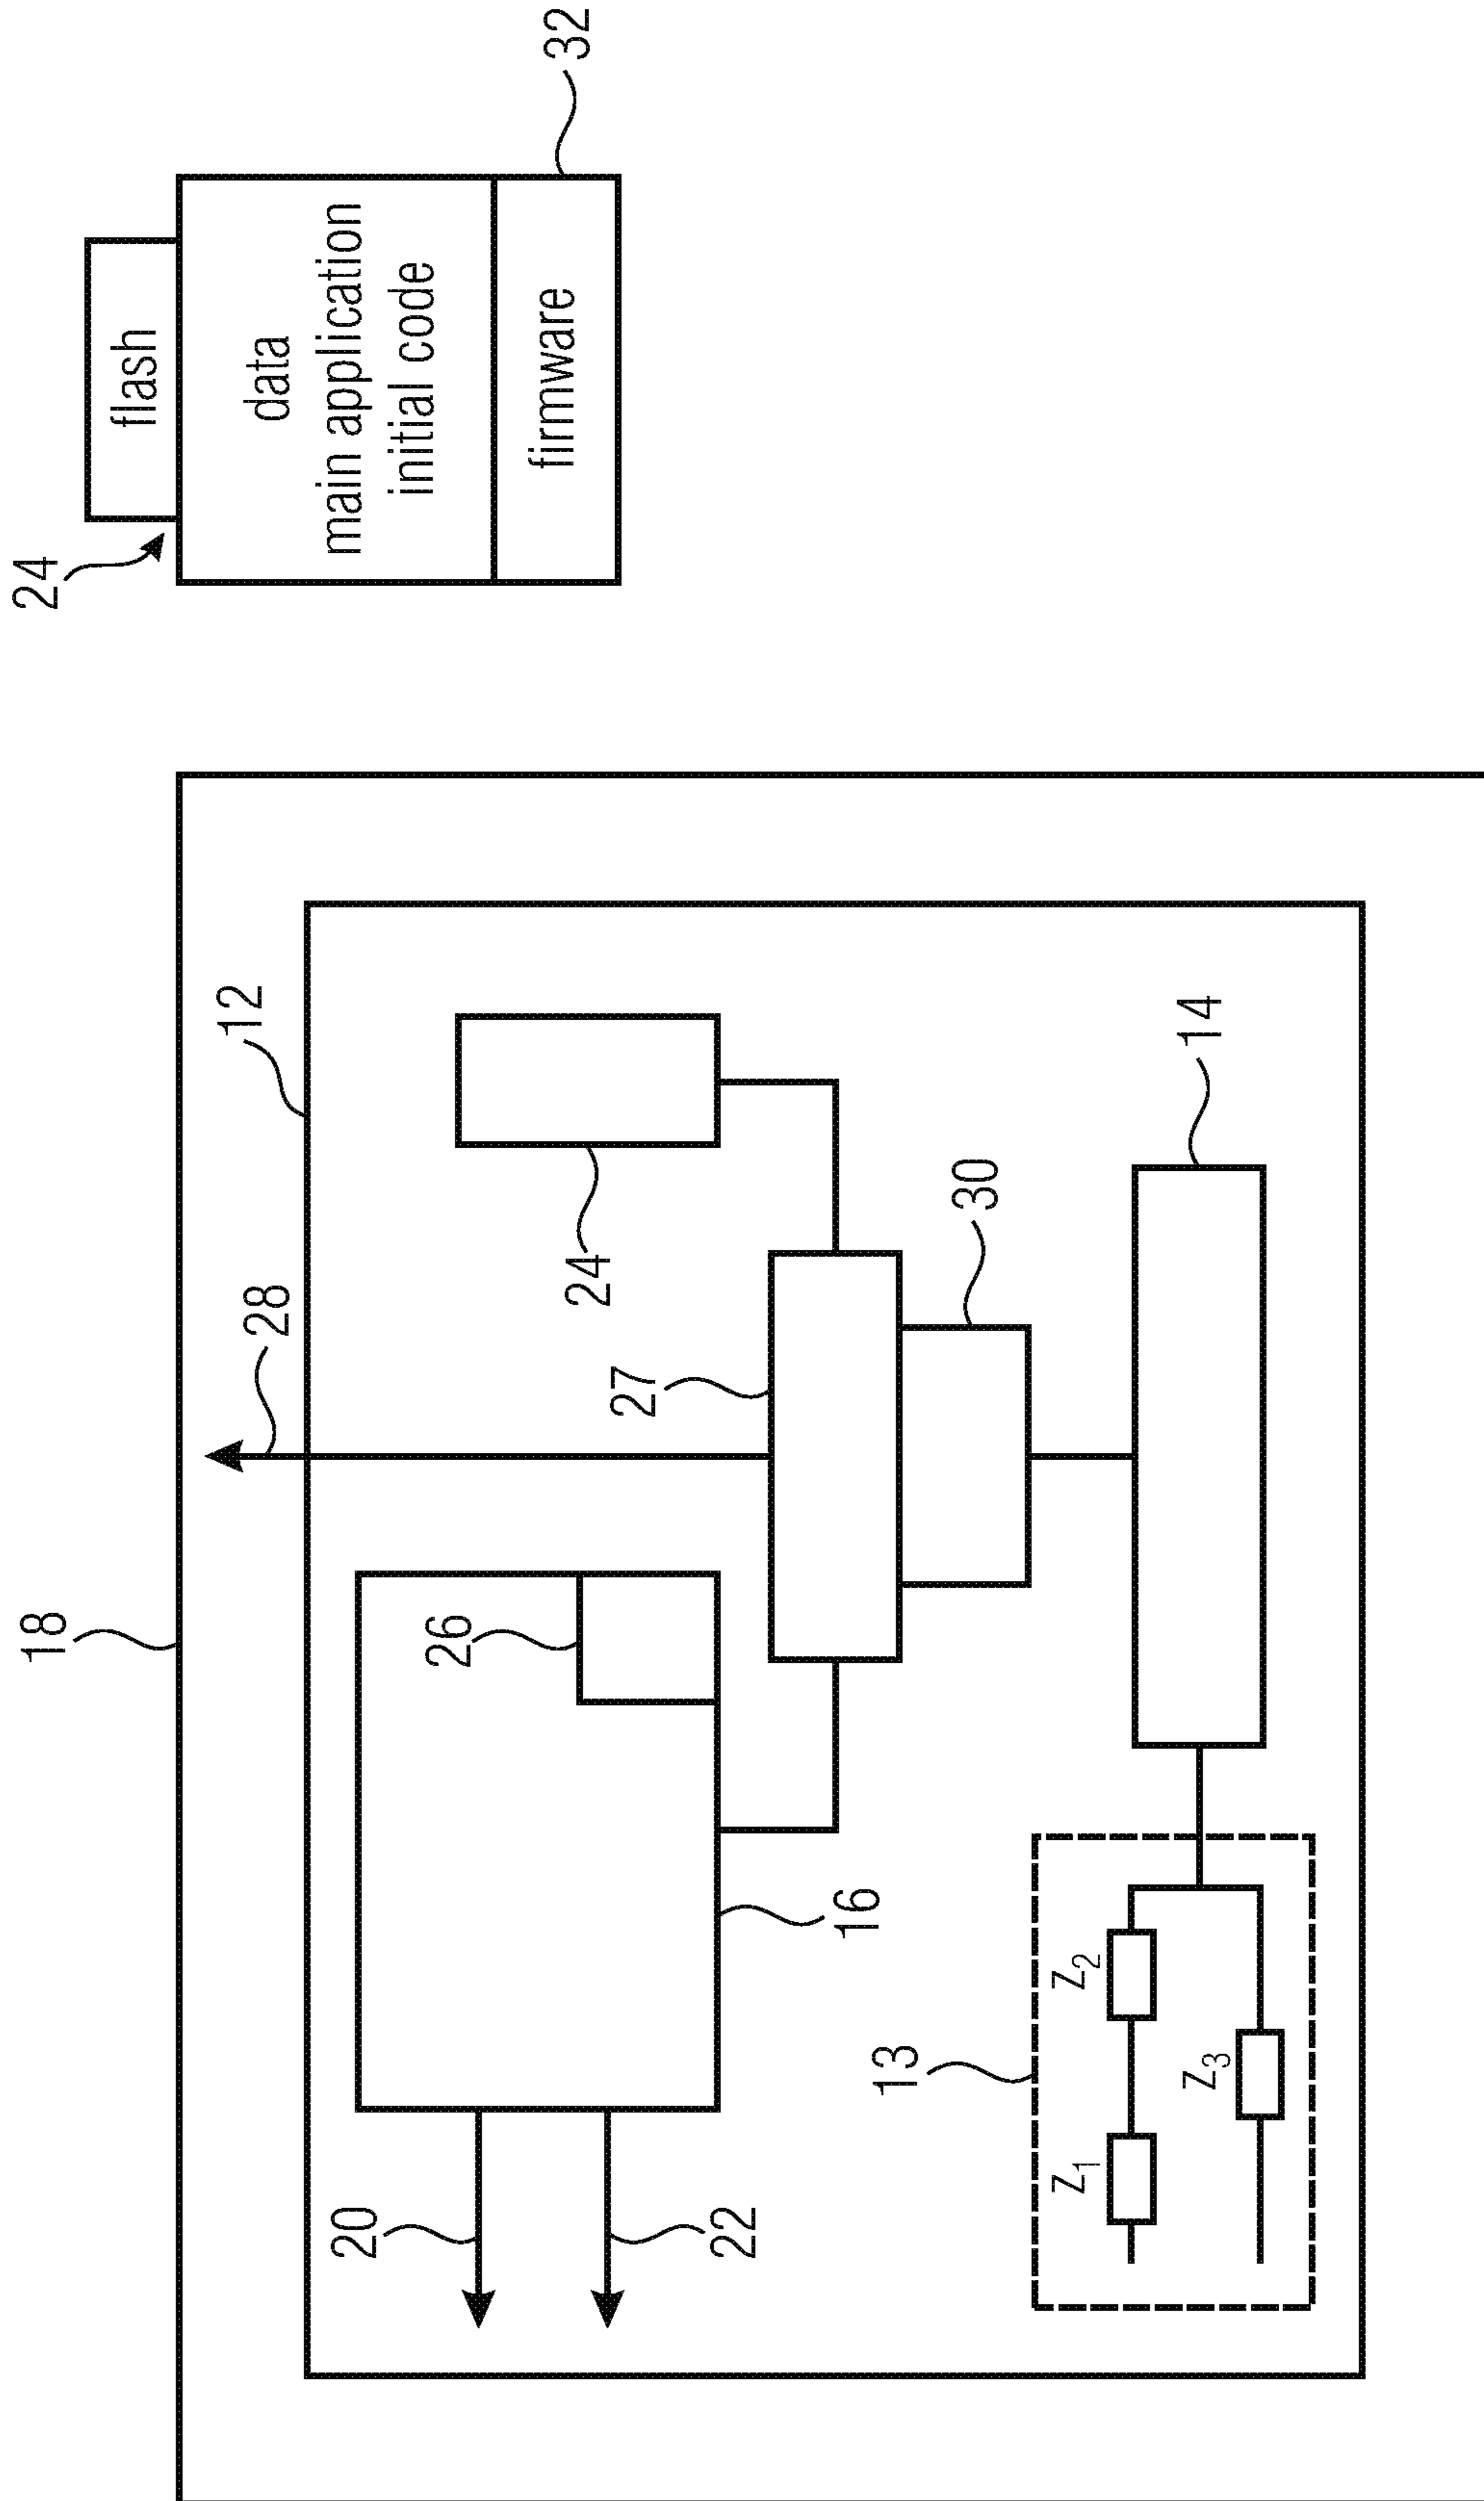 18
12
28
24
26
27
30
16
14
20
22
13
Z1
Z2
Z3
24
flash
data
main application
initial code
firmware
32